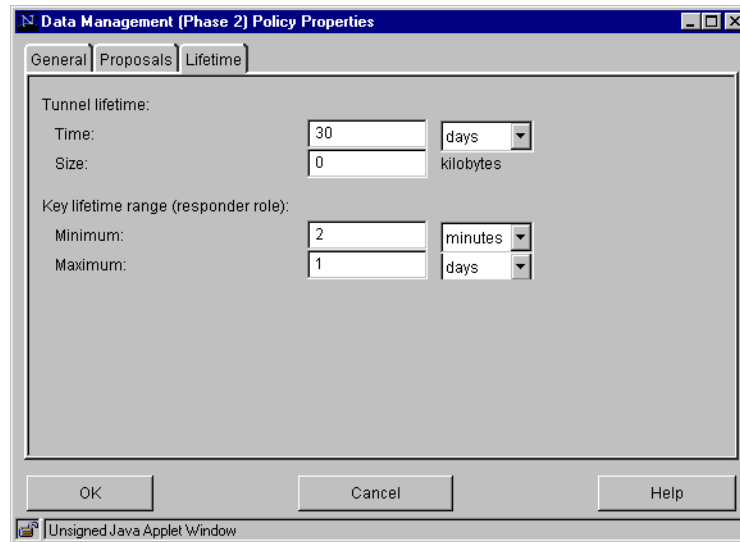 Data Management (Phase 2) Policy Properties
General Proposals Lifetime
Tunnel lifetime:
Time: 30 days
Size: 0 kilobytes
Key lifetime range (responder role):
Minimum: 2 minutes
Maximum: 1 days
OK Cancel Help
Unsigned Java Applet Window